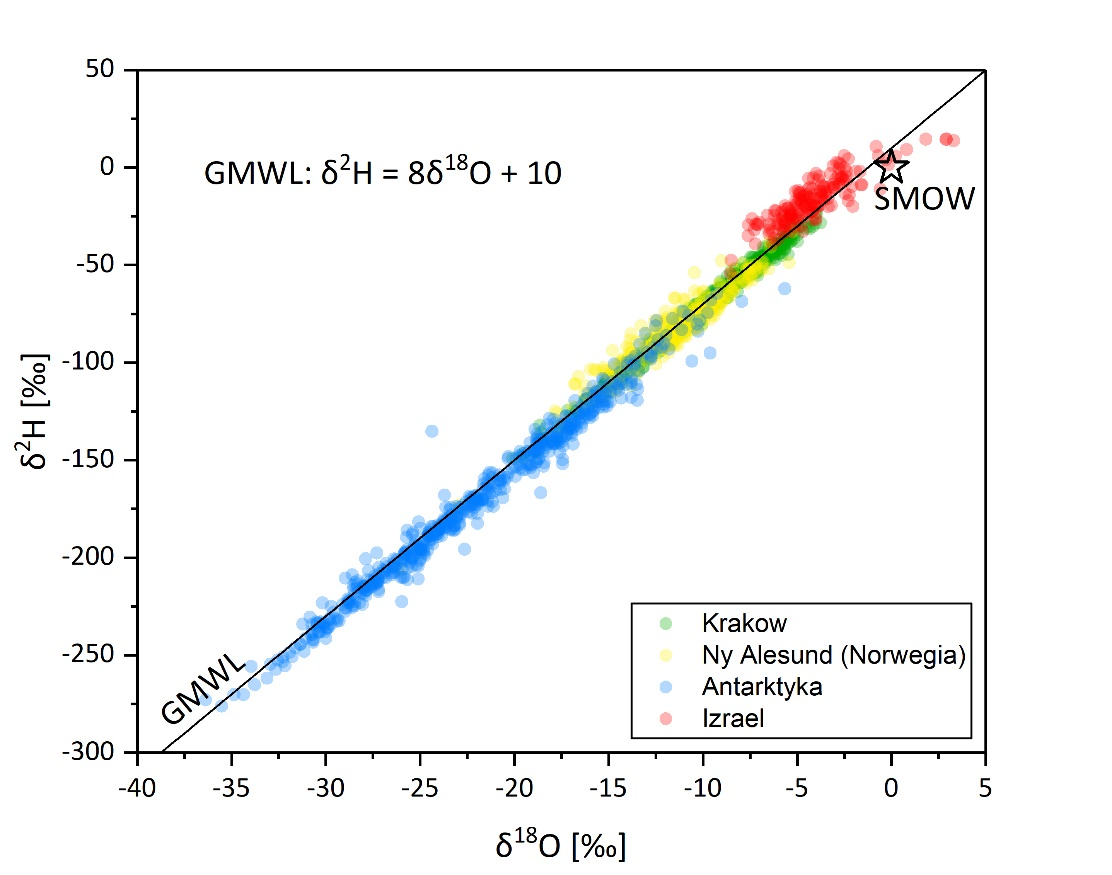 50
0
-50
-100
-150
-200
-250
-300
δ²H [‰]
GMWL: δ²H = 8δ¹⁸O + 10
SMOW
GMWL
Krakow
Ny Alesund (Norwegia)
Antarktyka
Izrael
-40 -35 -30 -25 -20 -15 -10 -5 0 5
δ¹⁸O [‰]